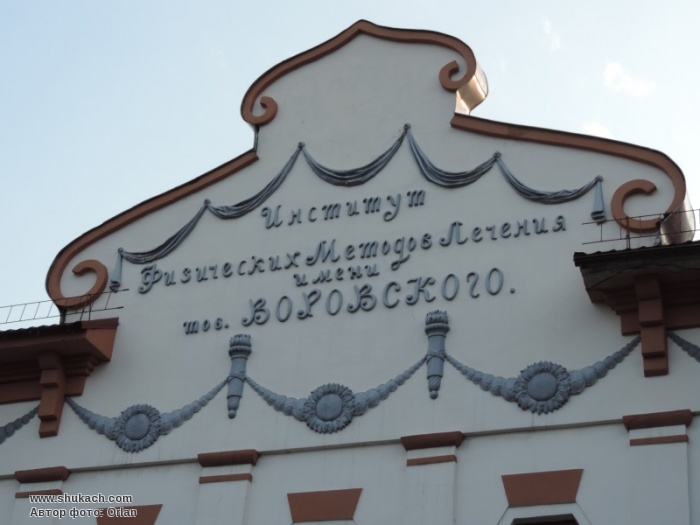 Институт
Физических Методов Лечения
имени
тов. ВОРОВСКОГО.
www.shukach.com
Автор фото: Orlan